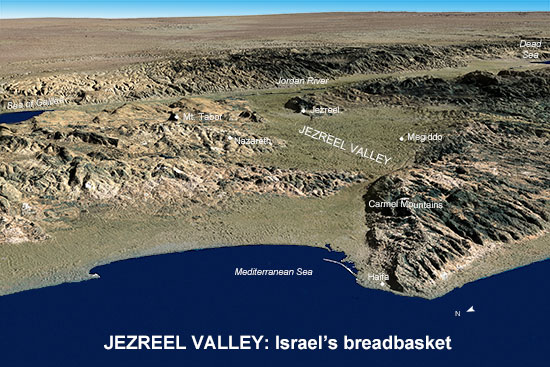 Dead
Sea
Jordan River
Sea of Galilee
Mt. Tabor
Jezreel
JEZREEL VALLEY
Megiddo
Nazareth
Carmel Mountains
Mediterranean Sea
Haifa
N
JEZREEL VALLEY: Israel's breadbasket